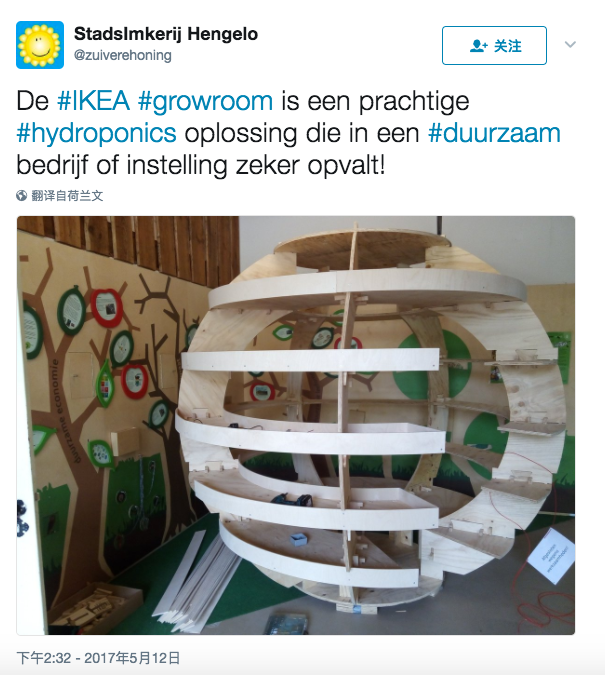 StadsImkerij Hengelo
@zuiverehoning
关注
De #IKEA #growroom is een prachtige
#hydroponics oplossing die in een #duurzaam
bedrijf of instelling zeker opvalt!
翻译自荷兰文
duurzame economie
下午2:32 - 2017年5月12日